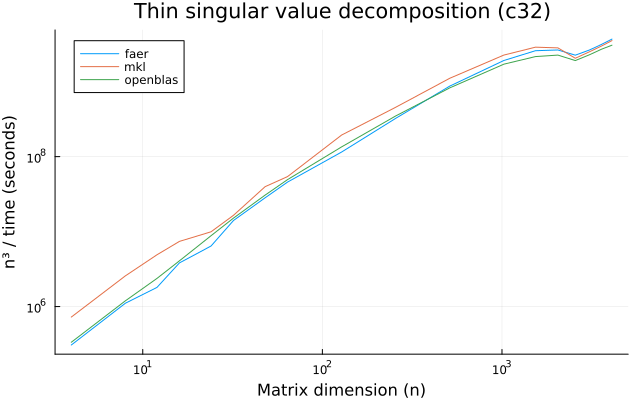 Thin singular value decomposition (c32)
faer
mkl
openblas
n³ / time (seconds)
10⁸
10⁶
10¹
10²
10³
Matrix dimension (n)